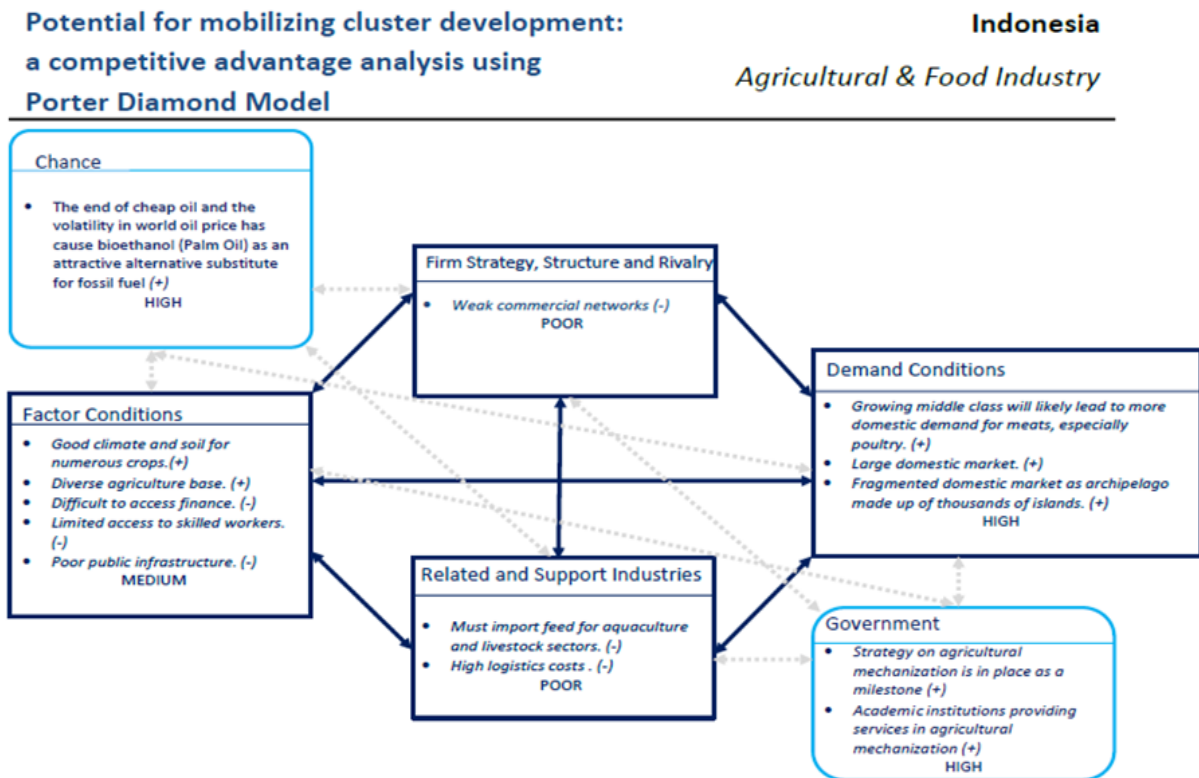 Potential for mobilizing cluster development:
a competitive advantage analysis using
Porter Diamond Model
Indonesia
Agricultural & Food Industry
Chance
• The end of cheap oil and the
volatility in world oil price has
cause bioethanol (Palm Oil) as an
attractive alternative substitute
for fossil fuel (+)
HIGH
Firm Strategy, Structure and Rivalry
• Weak commercial networks (-)
POOR
Demand Conditions
• Growing middle class will likely lead to more
domestic demand for meats, especially
poultry. (+)
• Large domestic market. (+)
• Fragmented domestic market as archipelago
made up of thousands of islands. (+)
HIGH
Factor Conditions
• Good climate and soil for
numerous crops.(+)
• Diverse agriculture base. (+)
• Difficult to access finance. (-)
• Limited access to skilled workers.
(-)
• Poor public infrastructure. (-)
MEDIUM
Related and Support Industries
• Must import feed for aquaculture
and livestock sectors. (-)
• High logistics costs . (-)
POOR
Government
• Strategy on agricultural
mechanization is in place as a
milestone (+)
• Academic institutions providing
services in agricultural
mechanization (+)
HIGH